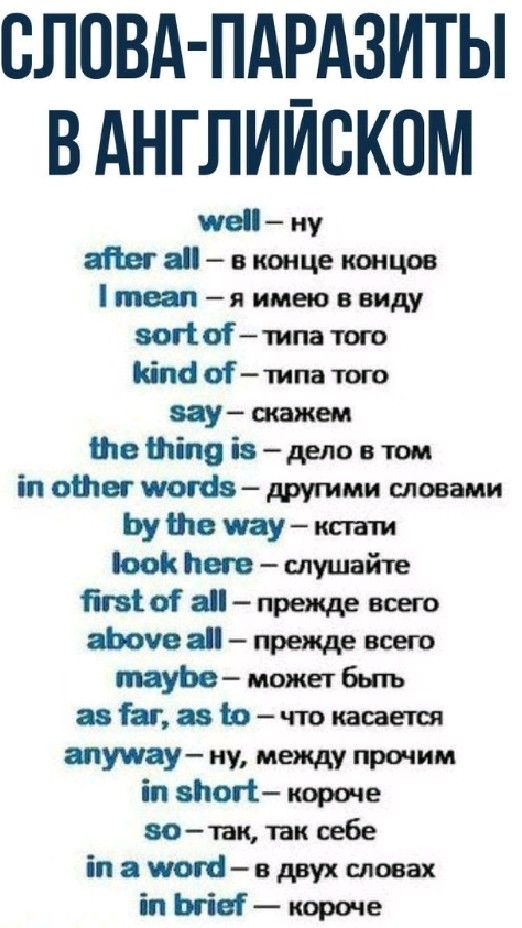 СЛОВА-ПАРАЗИТЫ
В АНГЛИЙСКОМ
well – ну
after all – в конце концов
I mean – я имею в виду
sort of – типа того
kind of – типа того
say – скажем
the thing is – дело в том
in other words – другими словами
by the way – кстати
look here – слушайте
first of all – прежде всего
above all – прежде всего
maybe – может быть
as far, as to – что касается
anyway – ну, между прочим
in short – короче
so – так, так себе
in a word – в двух словах
in brief — короче